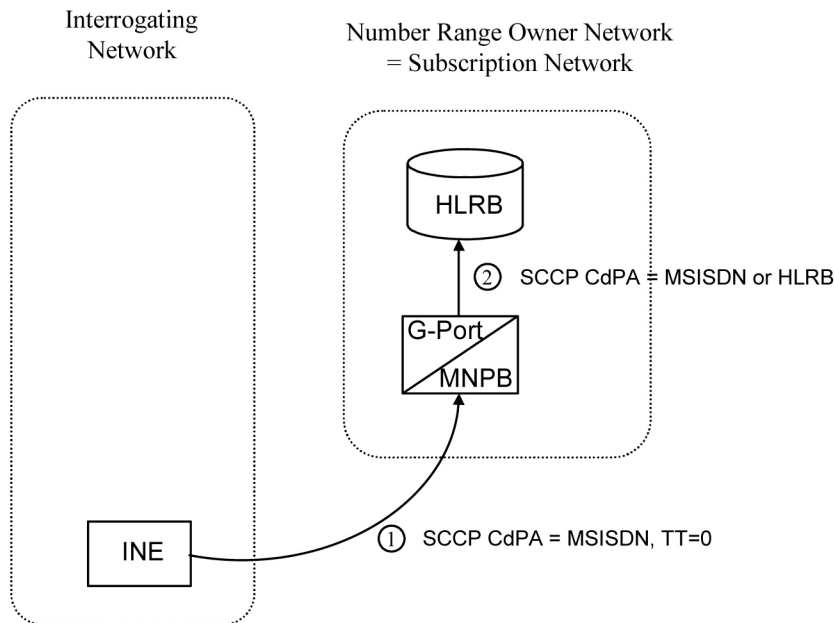 Interrogating
Network
Number Range Owner Network
= Subscription Network
HLRB
2 SCCP CdPA = MSISDN or HLRB
G-Port
MNPB
1 SCCP CdPA = MSISDN, TT=0
INE